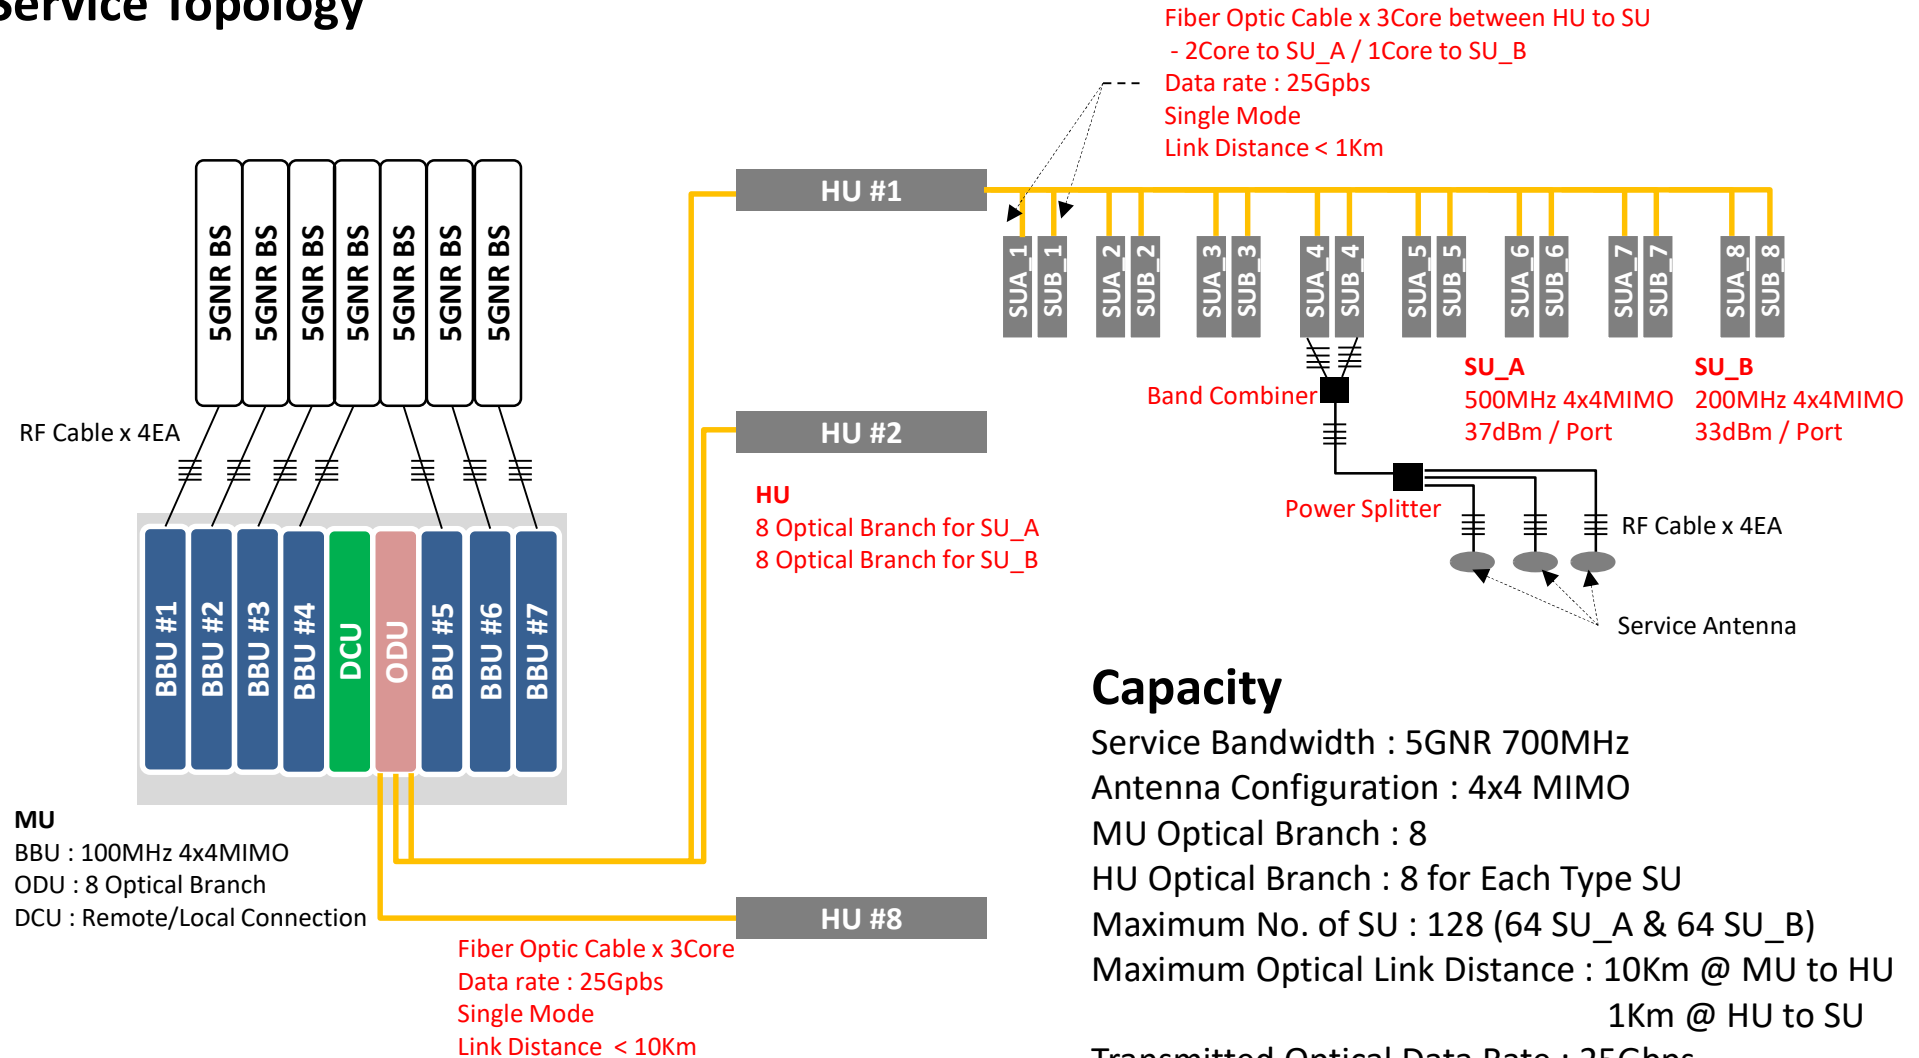 Service Topology
Fiber Optic Cable x 3Core between HU to SU
- 2Core to SU_A / 1Core to SU_B
Data rate : 25Gpbs
Single Mode
Link Distance < 1Km
5GNR BS
5GNR BS
5GNR BS
5GNR BS
5GNR BS
5GNR BS
5GNR BS
HU #1
SUA_1
SUB_1
SUA_2
SUB_2
SUA_3
SUB_3
SUA_4
SUB_4
SUA_5
SUB_5
SUA_6
SUB_6
SUA_7
SUB_7
SUA_8
SUB_8
RF Cable x 4EA
HU #2
HU
8 Optical Branch for SU_A
8 Optical Branch for SU_B
Band Combiner
SU_A
500MHz 4x4MIMO
37dBm / Port
SU_B
200MHz 4x4MIMO
33dBm / Port
Power Splitter
RF Cable x 4EA
Service Antenna
BBU #1
BBU #2
BBU #3
BBU #4
DCU
ODU
BBU #5
BBU #6
BBU #7
MU
BBU : 100MHz 4x4MIMO
ODU : 8 Optical Branch
DCU : Remote/Local Connection
HU #8
Fiber Optic Cable x 3Core
Data rate : 25Gpbs
Single Mode
Link Distance < 10Km
Capacity
Service Bandwidth : 5GNR 700MHz
Antenna Configuration : 4x4 MIMO
MU Optical Branch : 8
HU Optical Branch : 8 for Each Type SU
Maximum No. of SU : 128 (64 SU_A & 64 SU_B)
Maximum Optical Link Distance : 10Km @ MU to HU
1Km @ HU to SU
Transmitted Optical Data Rate : 25Gbps